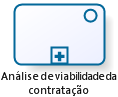 Análise de viabilidade da
contratação